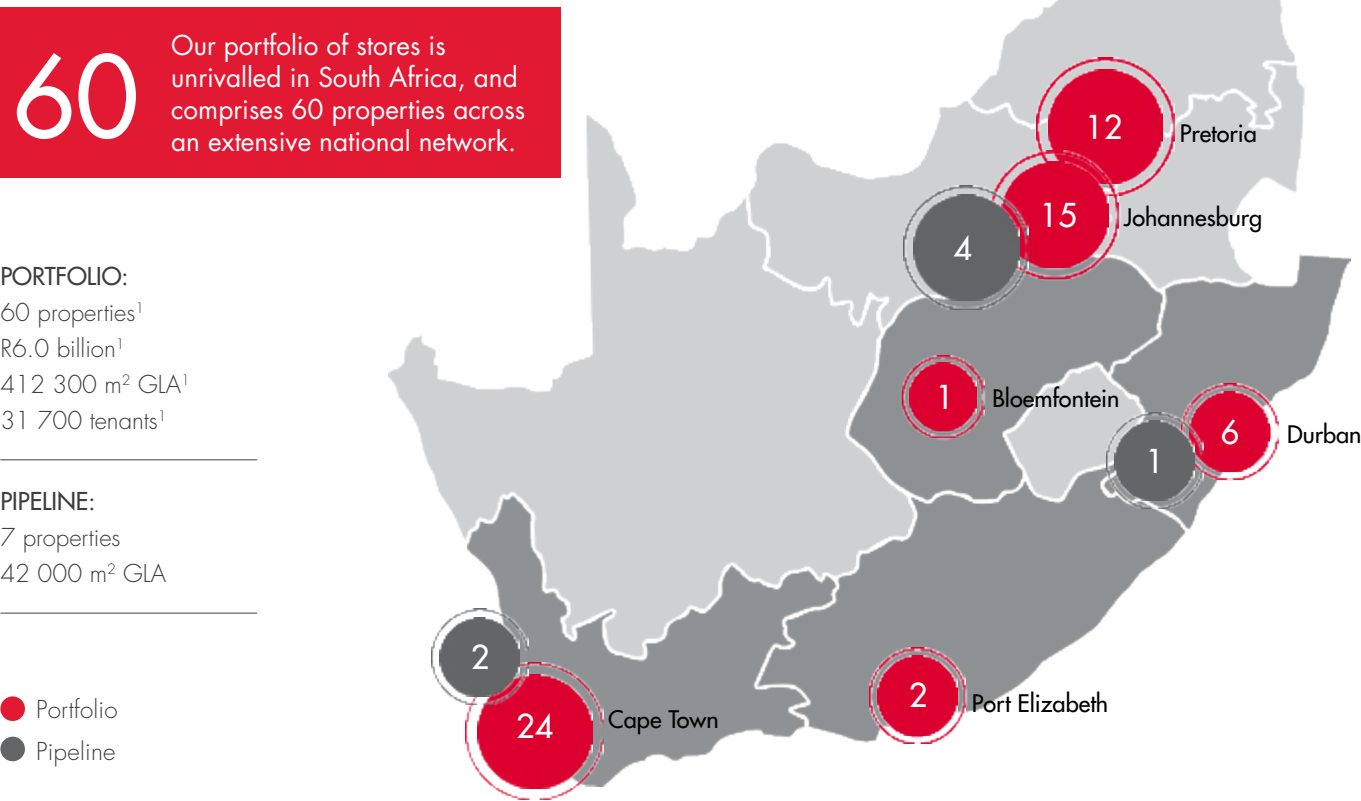 60
Our portfolio of stores is
unrivalled in South Africa, and
comprises 60 properties across
an extensive national network.
PORTFOLIO:
60 properties¹
R6.0 billion¹
412 300 m² GLA¹
31 700 tenants¹
PIPELINE:
7 properties
42 000 m² GLA
Portfolio
Pipeline
12
Pretoria
15
Johannesburg
4
1
Bloemfontein
6
Durban
1
2
24
Cape Town
2
Port Elizabeth